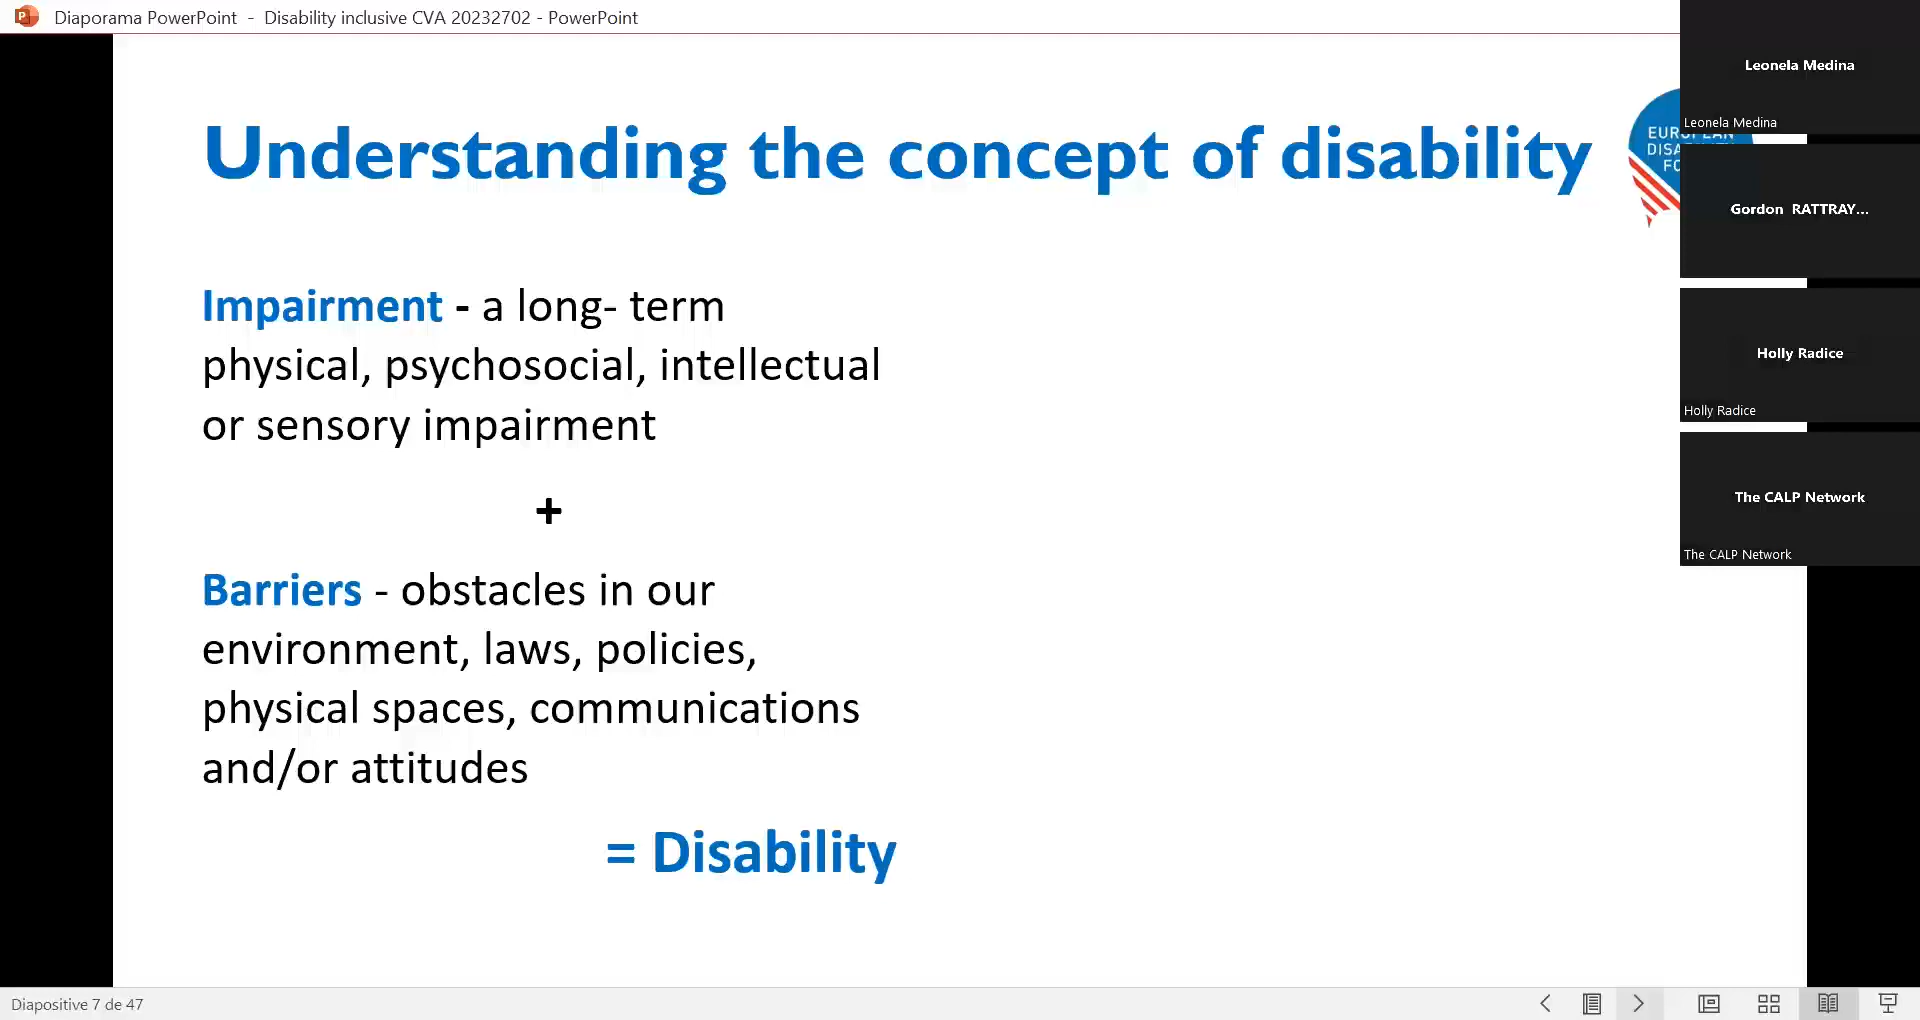 Diaporama PowerPoint - Disability inclusive CVA 20232702 - PowerPoint
Understanding the concept of disability
Impairment - a long- term
physical, psychosocial, intellectual
or sensory impairment
+
Barriers - obstacles in our
environment, laws, policies,
physical spaces, communications
and/or attitudes
= Disability
Leonela Medina
Leonela Medina
Gordon RATTRAY...
Holly Radice
Holly Radice
The CALP Network
The CALP Network
Diapositive 7 de 47